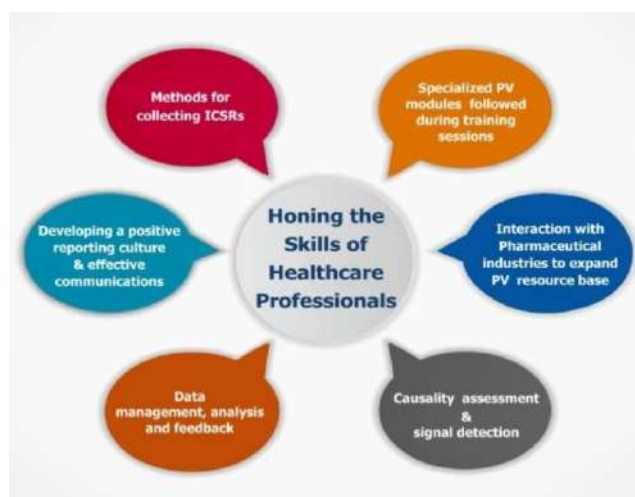 Methods for
collecting ICSRs
Specialized PV
modules followed
during training
sessions
Honing the
Skills of
Healthcare
Professionals
Developing a positive
reporting culture
& effective
communications
Interaction with
Pharmaceutical
industries to expand
PV resource base
Data
management, analysis
and feedback
Causality assessment
&
signal detection